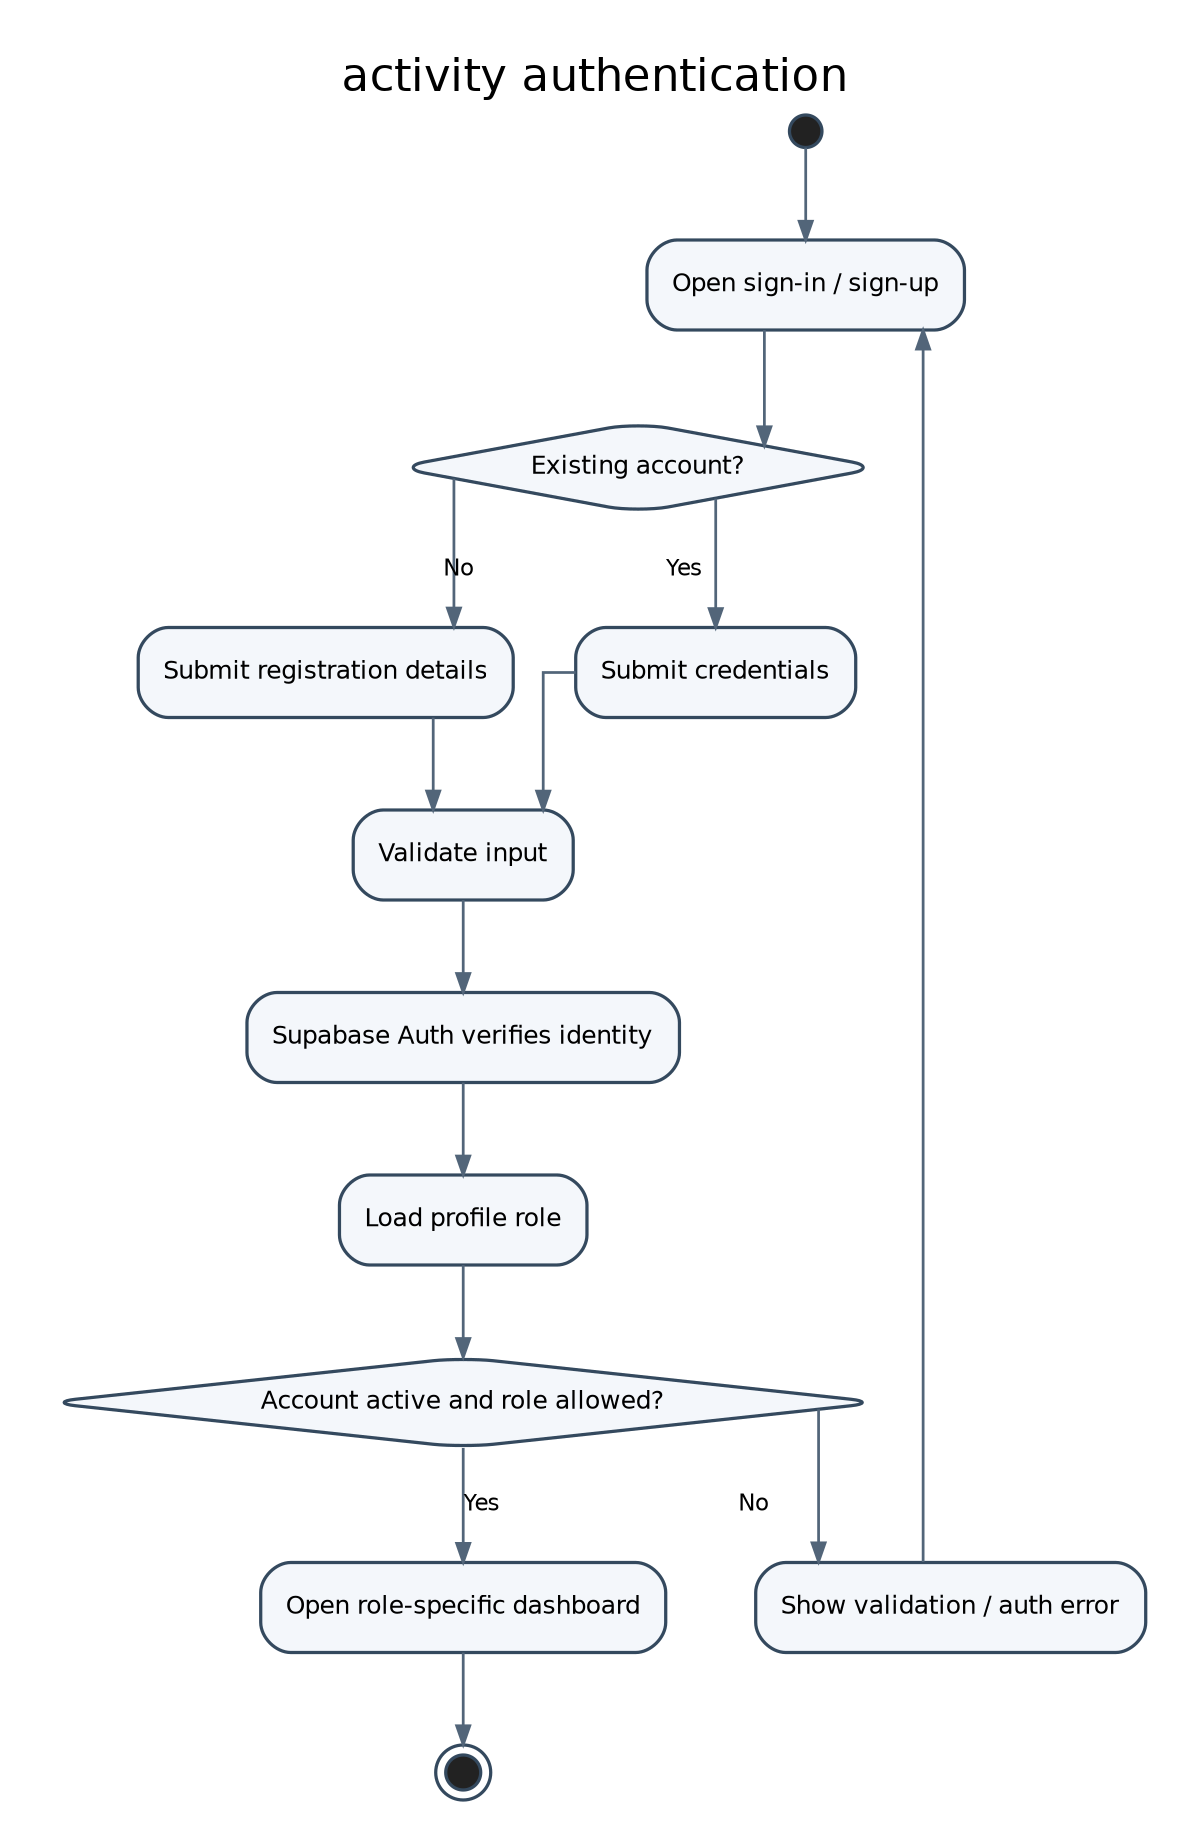 activity authentication
Open sign-in / sign-up
Existing account?
No
Yes
Submit registration details
Submit credentials
Validate input
Supabase Auth verifies identity
Load profile role
Account active and role allowed?
Yes
No
Open role-specific dashboard
Show validation / auth error